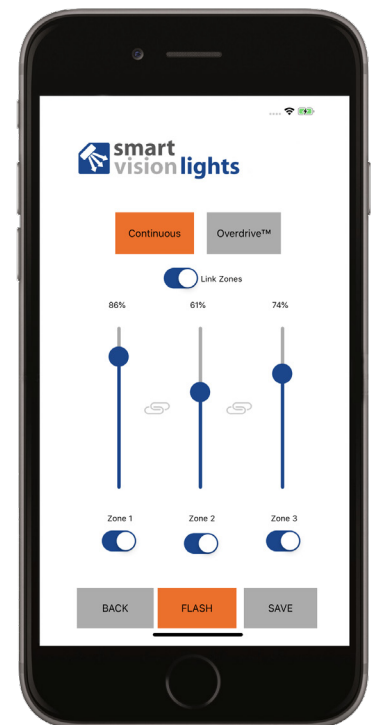 smart
vision lights
Continuous Overdrive™
Link Zones
86% 61% 74%
Zone 1 Zone 2 Zone 3
BACK FLASH SAVE